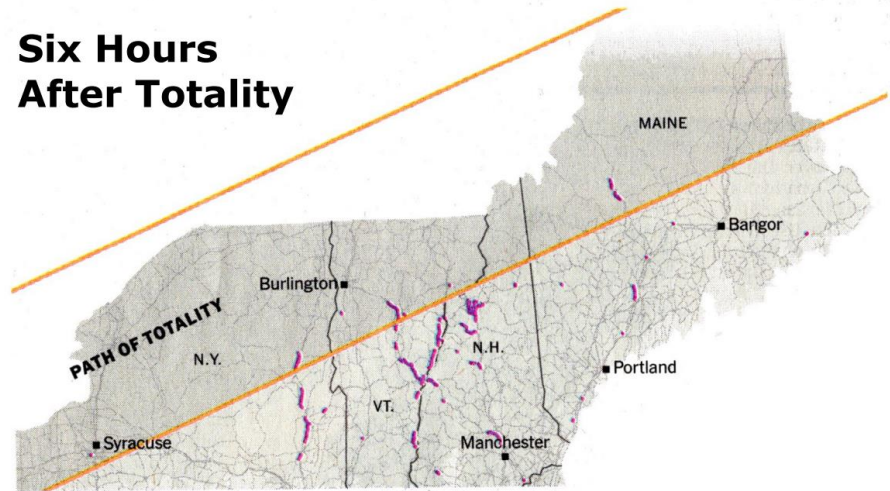 Six Hours
After Totality
MAINE
Bangor
Burlington
PATH OF TOTALITY
N.Y.
N.H.
Portland
VT.
Syracuse
Manchester